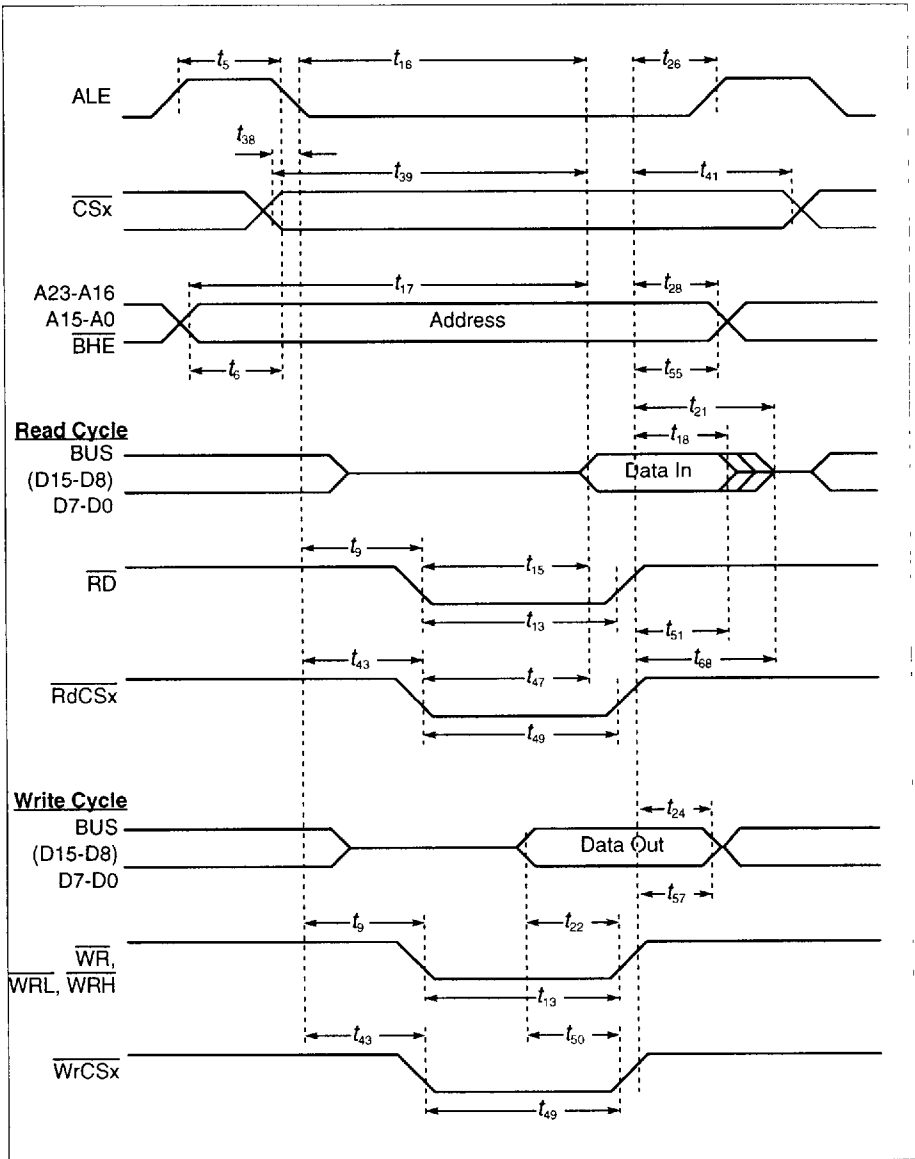 t5
t16
t26
ALE
t38
t39
t41
CSx
A23-A16
t17
t28
A15-A0
Address
BHE
t6
t55
t21
Read Cycle
t18
BUS
(D15-D8)
Data In
D7-D0
t9
t15
RD
t13
t51
t43
t47
t68
RdCSx
t49
Write Cycle
t24
BUS
(D15-D8)
Data Out
D7-D0
t57
t9
t22
WR,
WRL, WRH
t13
t43
t50
WrCSx
t49